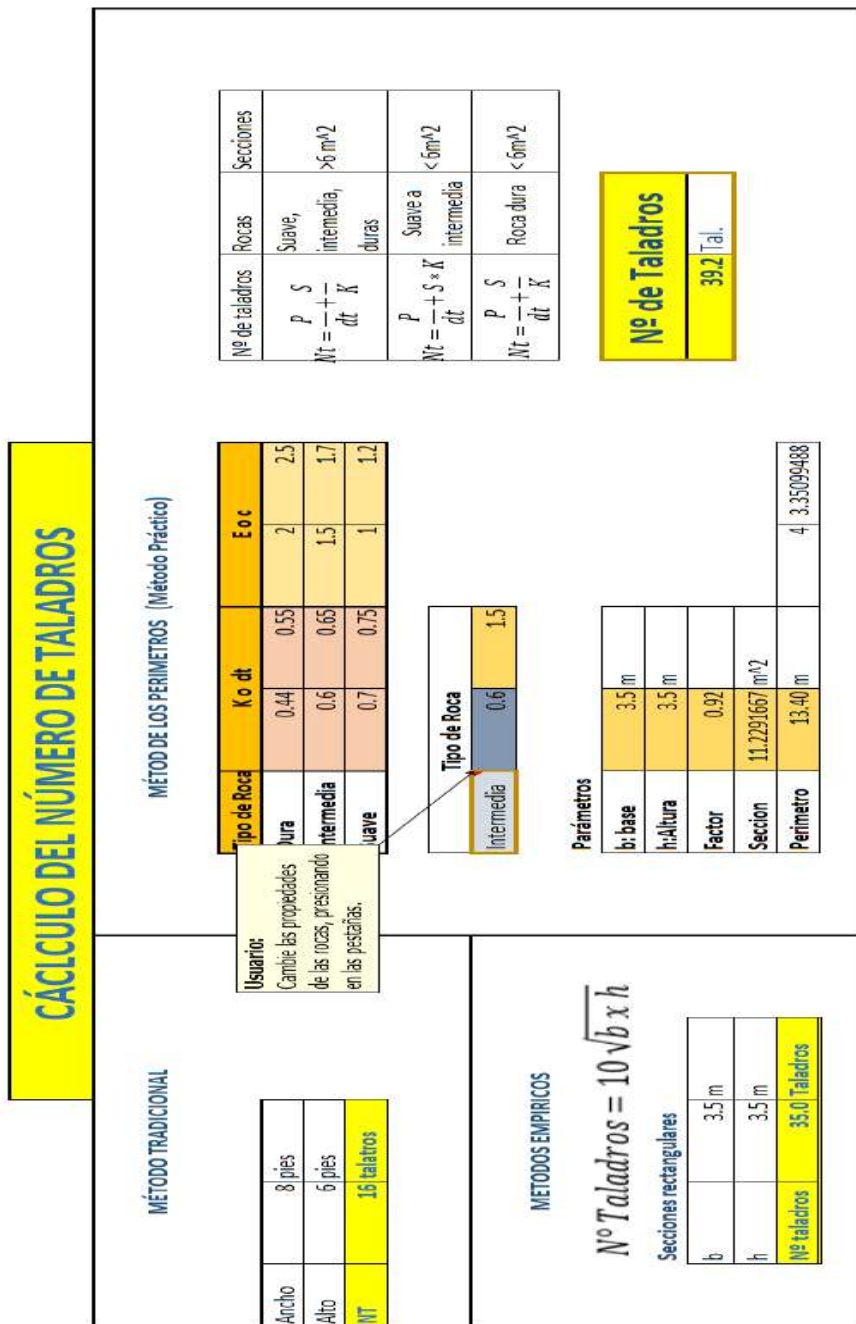 CÁCLCULO DEL NÚMERO DE TALADROS
MÉTODO TRADICIONAL
Ancho 8 pies
Alto 6 pies
NT 16 talatros
METODOS EMPIRICOS
Nº Taladros = 10√b x h
Secciones rectangulares
b 3.5 m
h 3.5 m
Nº taladros 35.0 Taladros
MÉTOD DE LOS PERIMETROS (Método Práctico)
Tipo de Roca K o dt E o c
Dura 0.44 0.55 2 2.5
Intermedia 0.6 0.65 1.5 1.7
Suave 0.7 0.75 1 1.2
Usuario:
Cambie las propiedades
de las rocas, presionando
en las pestañas.
Tipo de Roca
Intermedia 0.6 1.5
Parámetros
b: base 3.5 m
h:Altura 3.5 m
Factor 0.92
Seccion 11.2291667 m^2
Perimetro 13.40 m 4 3.35099488
Nº de taladros Rocas Secciones
Nt = P/dt + S/K Suave, intemedia, duras >6 m^2
Nt = P/dt + S * K Suave a intermedia < 6m^2
Nt = P/dt + S/K Roca dura < 6m^2
Nº de Taladros
39.2 Tal.